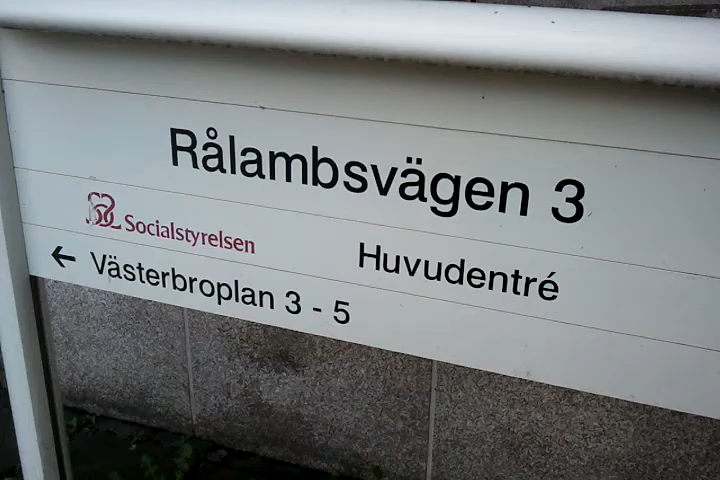 Rålambsvägen 3
Socialstyrelsen Huvudentré
← Västerbroplan 3 - 5